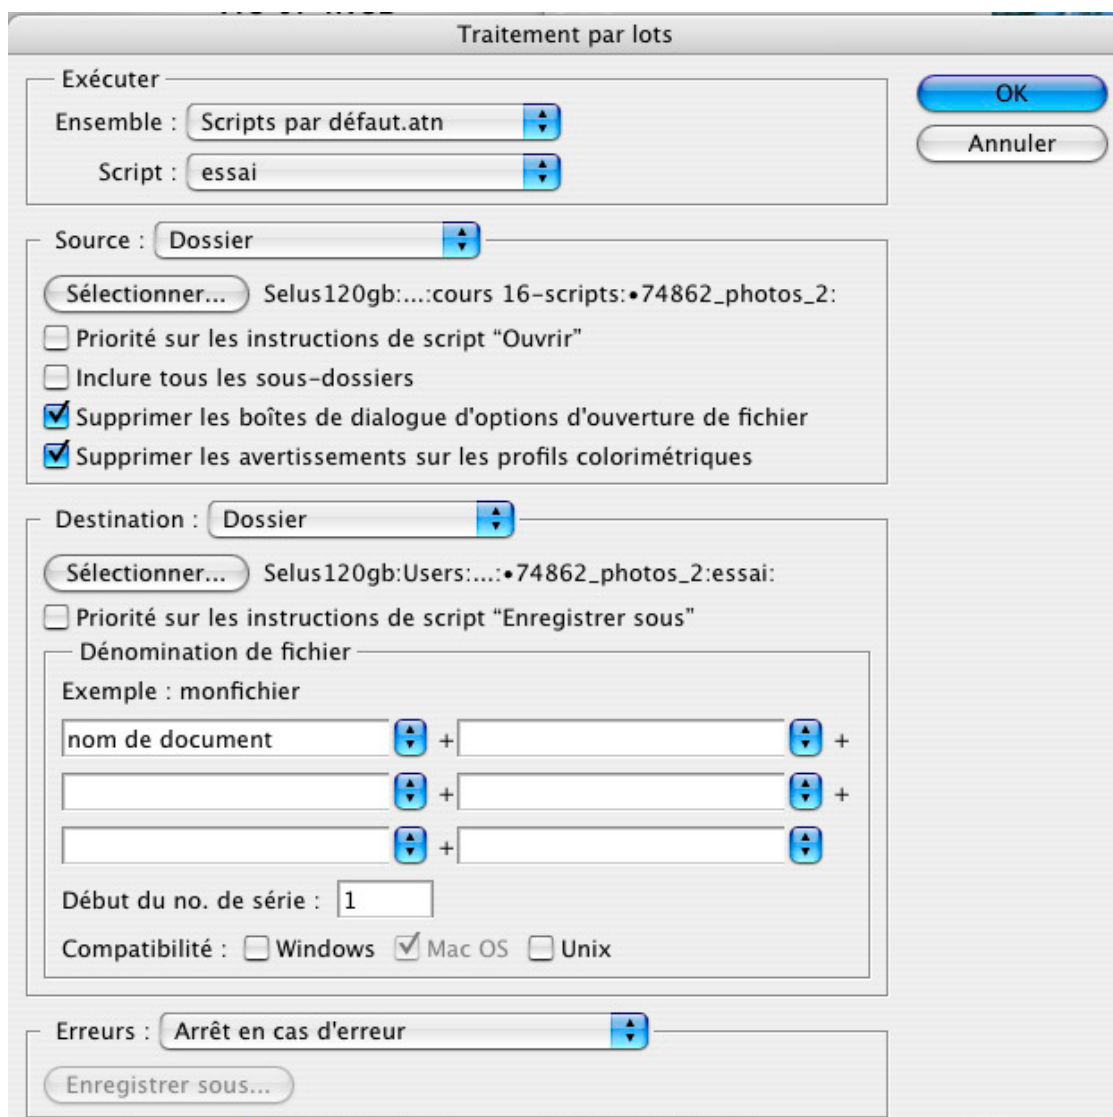 Traitement par lots
Exécuter
OK
Ensemble : Scripts par défaut.atn
Annuler
Script : essai
Source : Dossier
Sélectionner... Selus120gb:...:cours 16-scripts:•74862_photos_2:
Priorité sur les instructions de script “Ouvrir”
Inclure tous les sous-dossiers
Supprimer les boîtes de dialogue d'options d'ouverture de fichier
Supprimer les avertissements sur les profils colorimétriques
Destination : Dossier
Sélectionner... Selus120gb:Users:...:•74862_photos_2:essai:
Priorité sur les instructions de script “Enregistrer sous”
Dénomination de fichier
Exemple : monfichier
nom de document + +
+ +
+
Début du no. de série : 1
Compatibilité : Windows Mac OS Unix
Erreurs : Arrêt en cas d'erreur
Enregistrer sous...